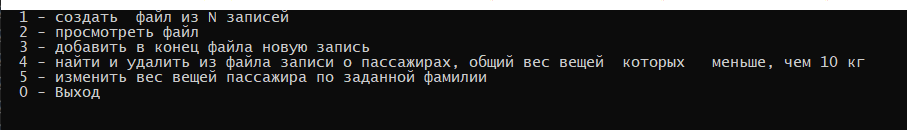 1 - создать файл из N записей
2 - просмотреть файл
3 - добавить в конец файла новую запись
4 - найти и удалить из файла записи о пассажирах, общий вес вещей которых меньше, чем 10 кг
5 - изменить вес вещей пассажира по заданной фамилии
0 - Выход